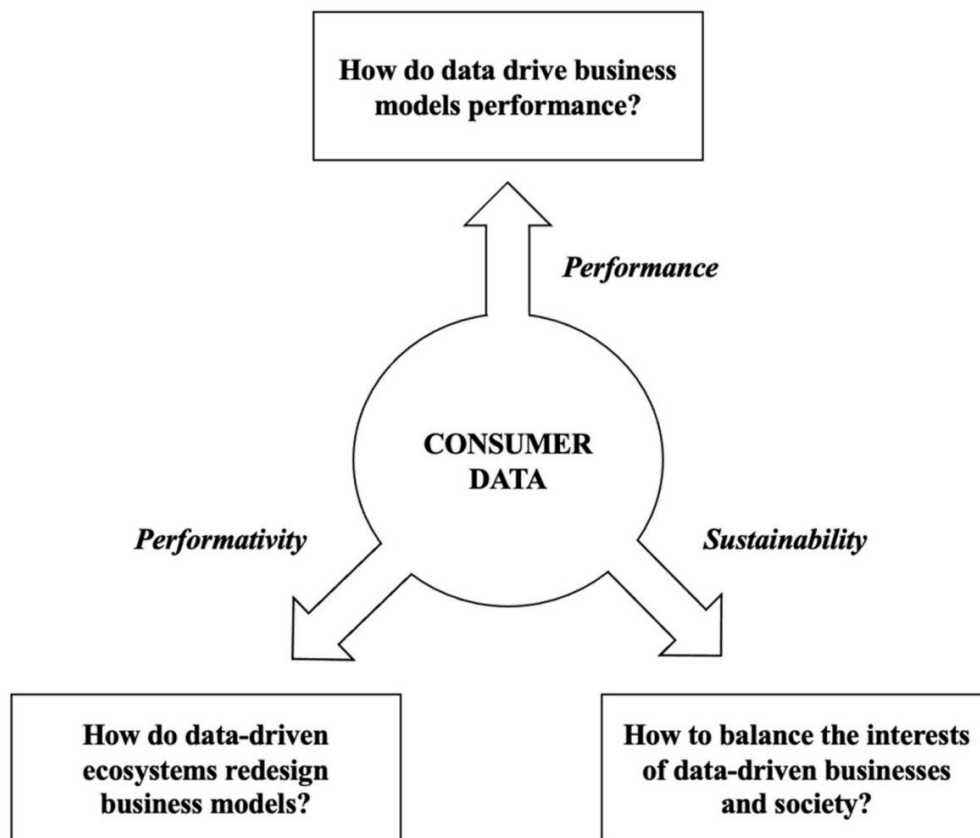 How do data drive business
models performance?
Performance
CONSUMER
DATA
Performativity
Sustainability
How do data-driven
ecosystems redesign
business models?
How to balance the interests
of data-driven businesses
and society?